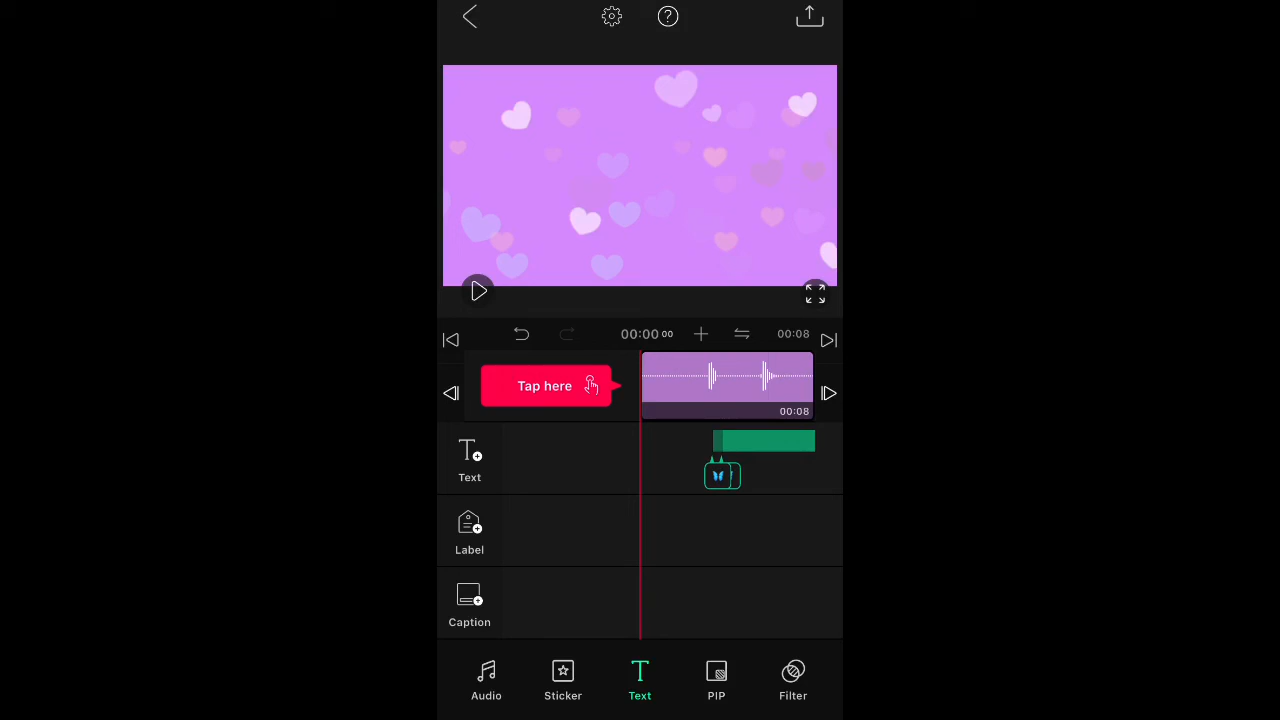 00:00 00
00:08
Tap here
00:08
Text
Label
Caption
Audio
Sticker
Text
PIP
Filter